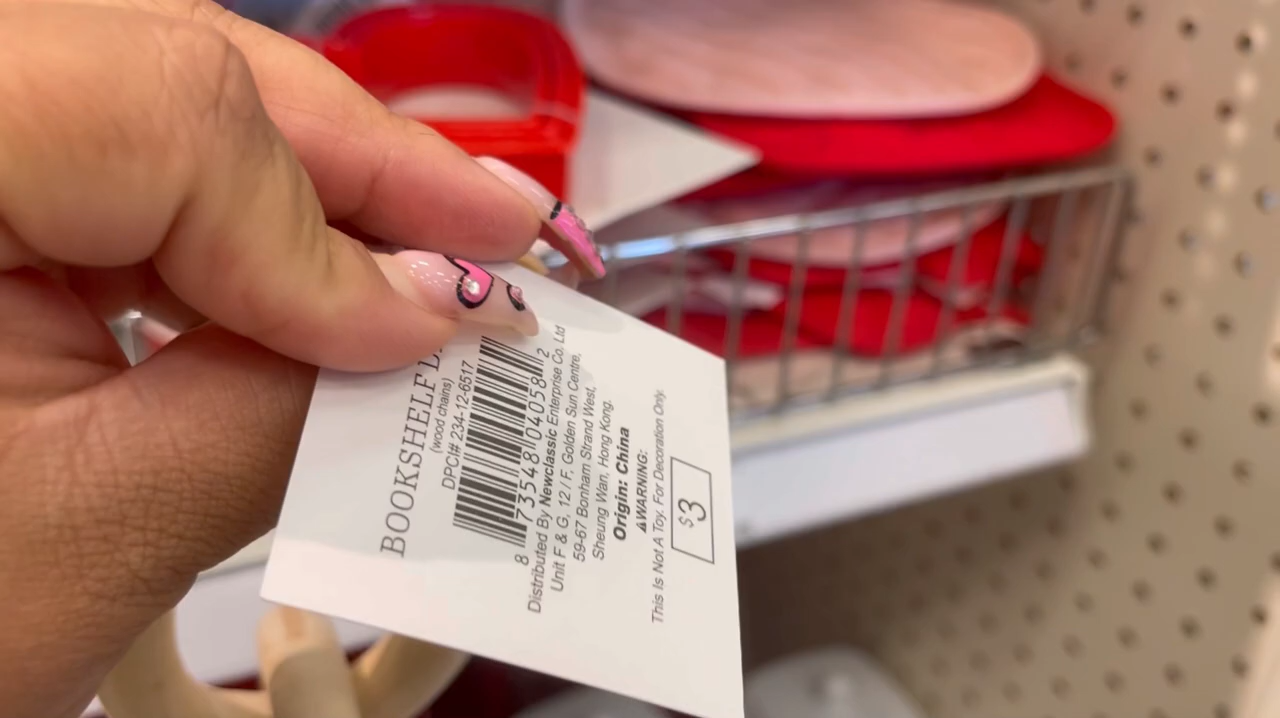 (wood chains)
DPCI# 234-12-6517
8 73548 04058 2
Distributed By Newclassic Enterprise Co. Ltd
Unit F & G, 12 / F, Golden Sun Centre,
59-67 Bonham Strand West,
Sheung Wan, Hong Kong.
Origin: China
⚠WARNING:
This Is Not A Toy. For Decoration Only.
$3